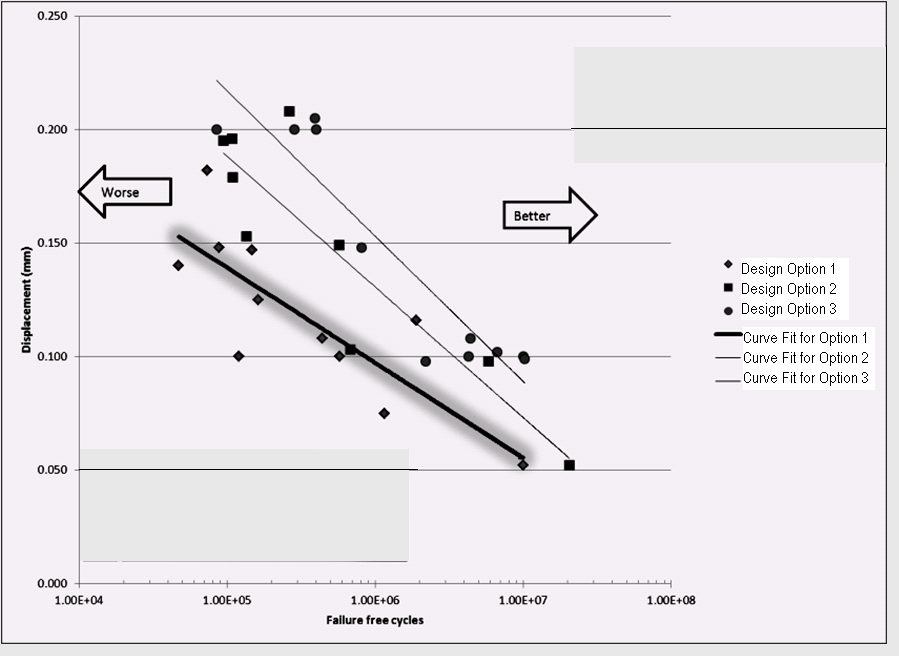 0.250
0.200
Worse
Better
0.150
Displacement (mm)
Design Option 1
Design Option 2
Design Option 3
Curve Fit for Option 1
Curve Fit for Option 2
Curve Fit for Option 3
0.100
0.050
0.000
1.00E+04 1.00E+05 1.00E+06 1.00E+07 1.00E+08
Failure free cycles